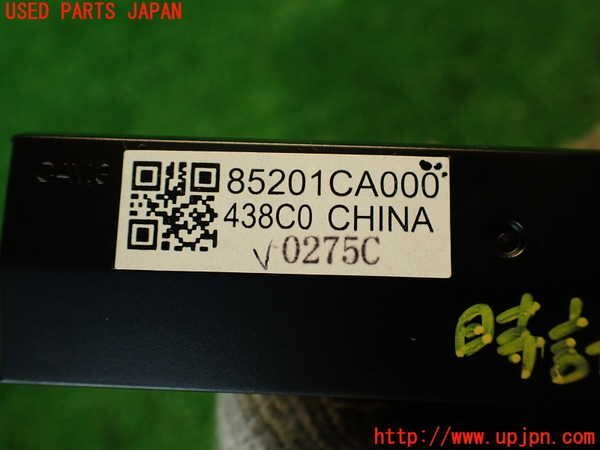 USED PARTS JAPAN
85201CA000
438C0 CHINA
V 0275C
時計
http://www.upjpn.com/